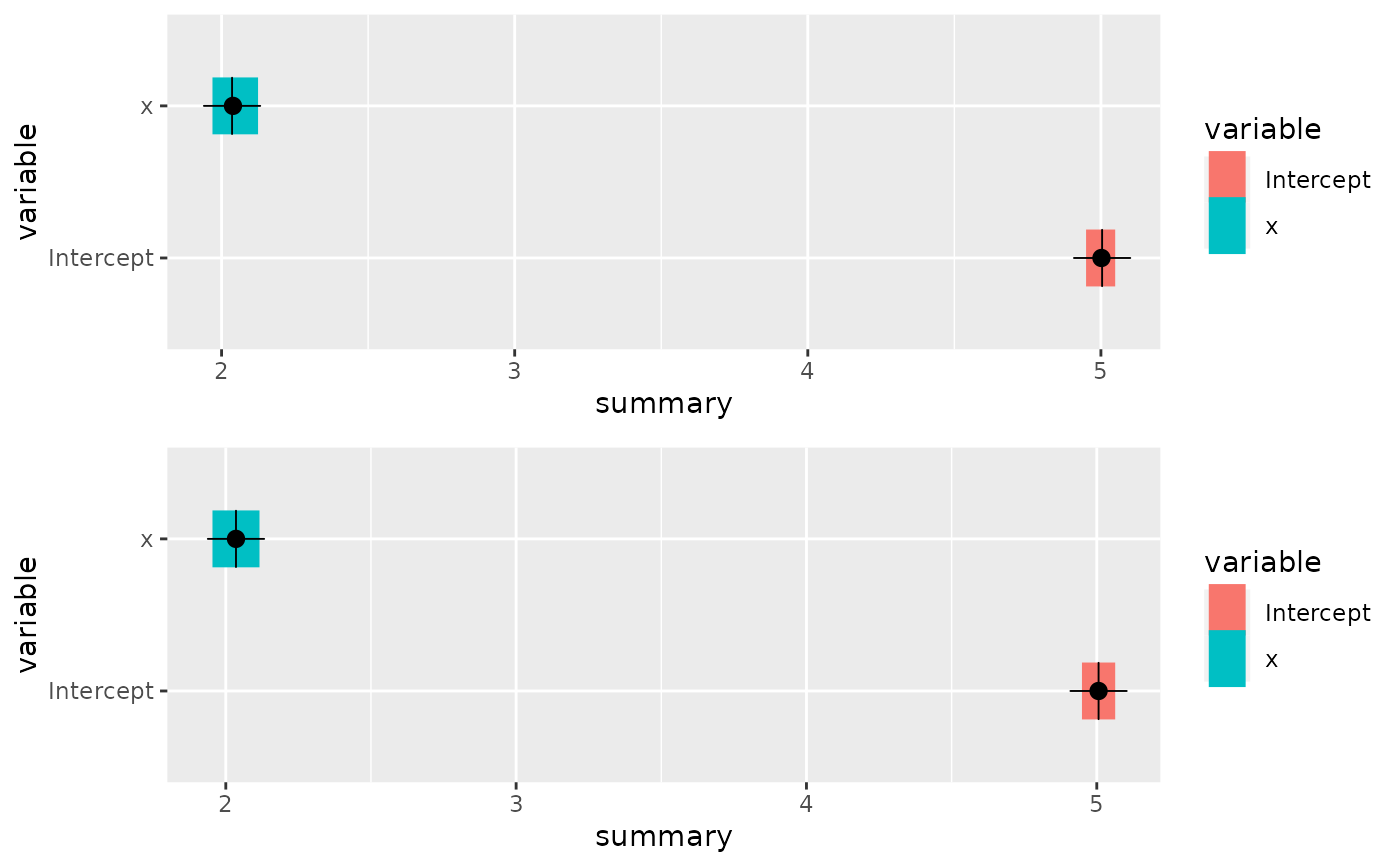 variable
x
Intercept
2 3 4 5
summary
variable
Intercept
x
variable
x
Intercept
2 3 4 5
summary
variable
Intercept
x